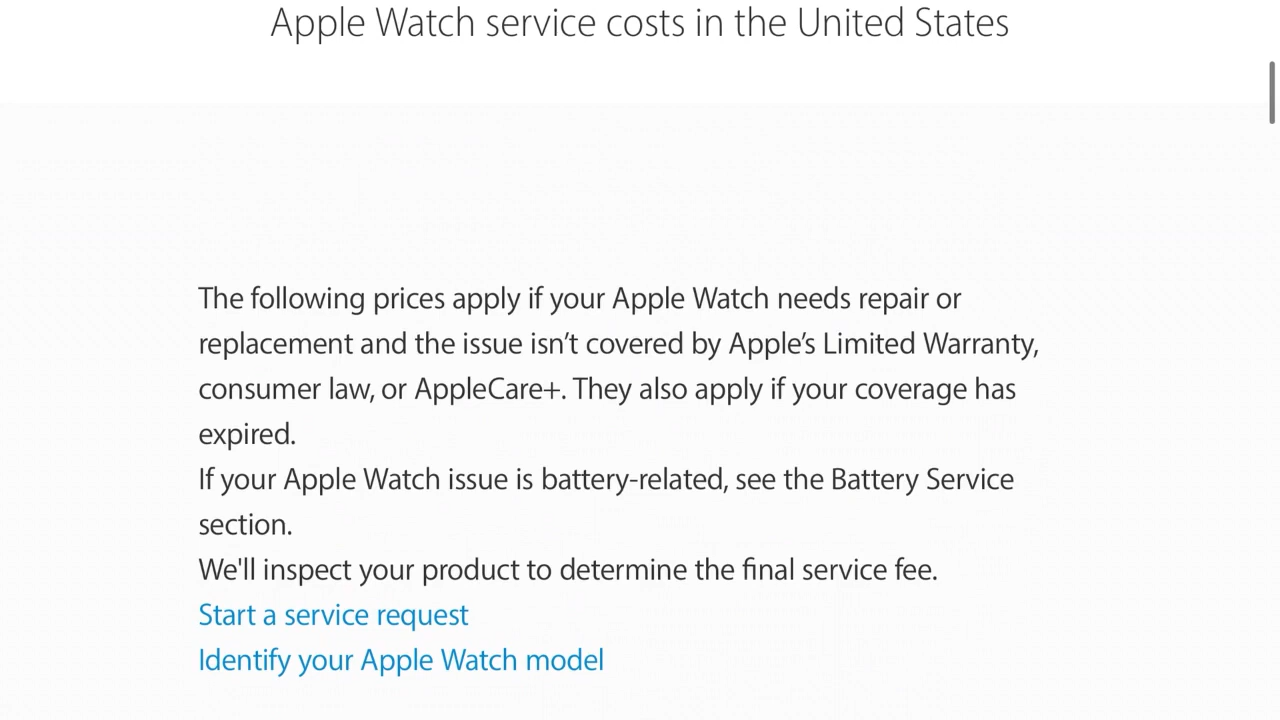 Apple Watch service costs in the United States
The following prices apply if your Apple Watch needs repair or
replacement and the issue isn’t covered by Apple’s Limited Warranty,
consumer law, or AppleCare+. They also apply if your coverage has
expired.
If your Apple Watch issue is battery-related, see the Battery Service
section.
We'll inspect your product to determine the final service fee.
Start a service request
Identify your Apple Watch model